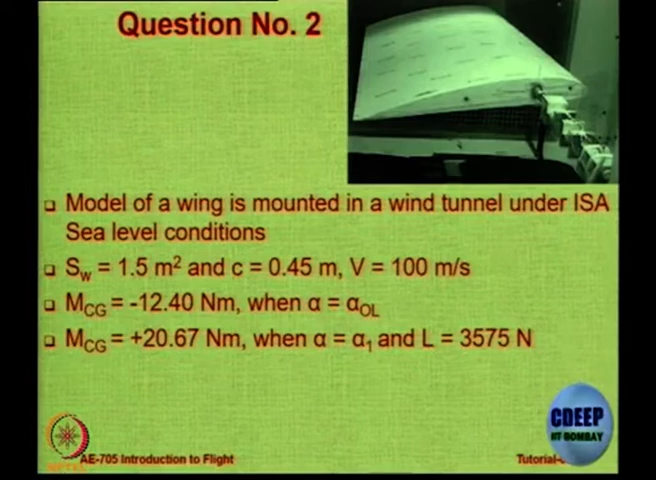 Question No. 2
❑ Model of a wing is mounted in a wind tunnel under ISA
Sea level conditions
❑ Sw = 1.5 m² and c = 0.45 m, V = 100 m/s
❑ MCG = -12.40 Nm, when α = αOL
❑ MCG = +20.67 Nm, when α = α1 and L = 3575 N
CDEEP
IIT BOMBAY
NPTEL
AE-705 Introduction to Flight